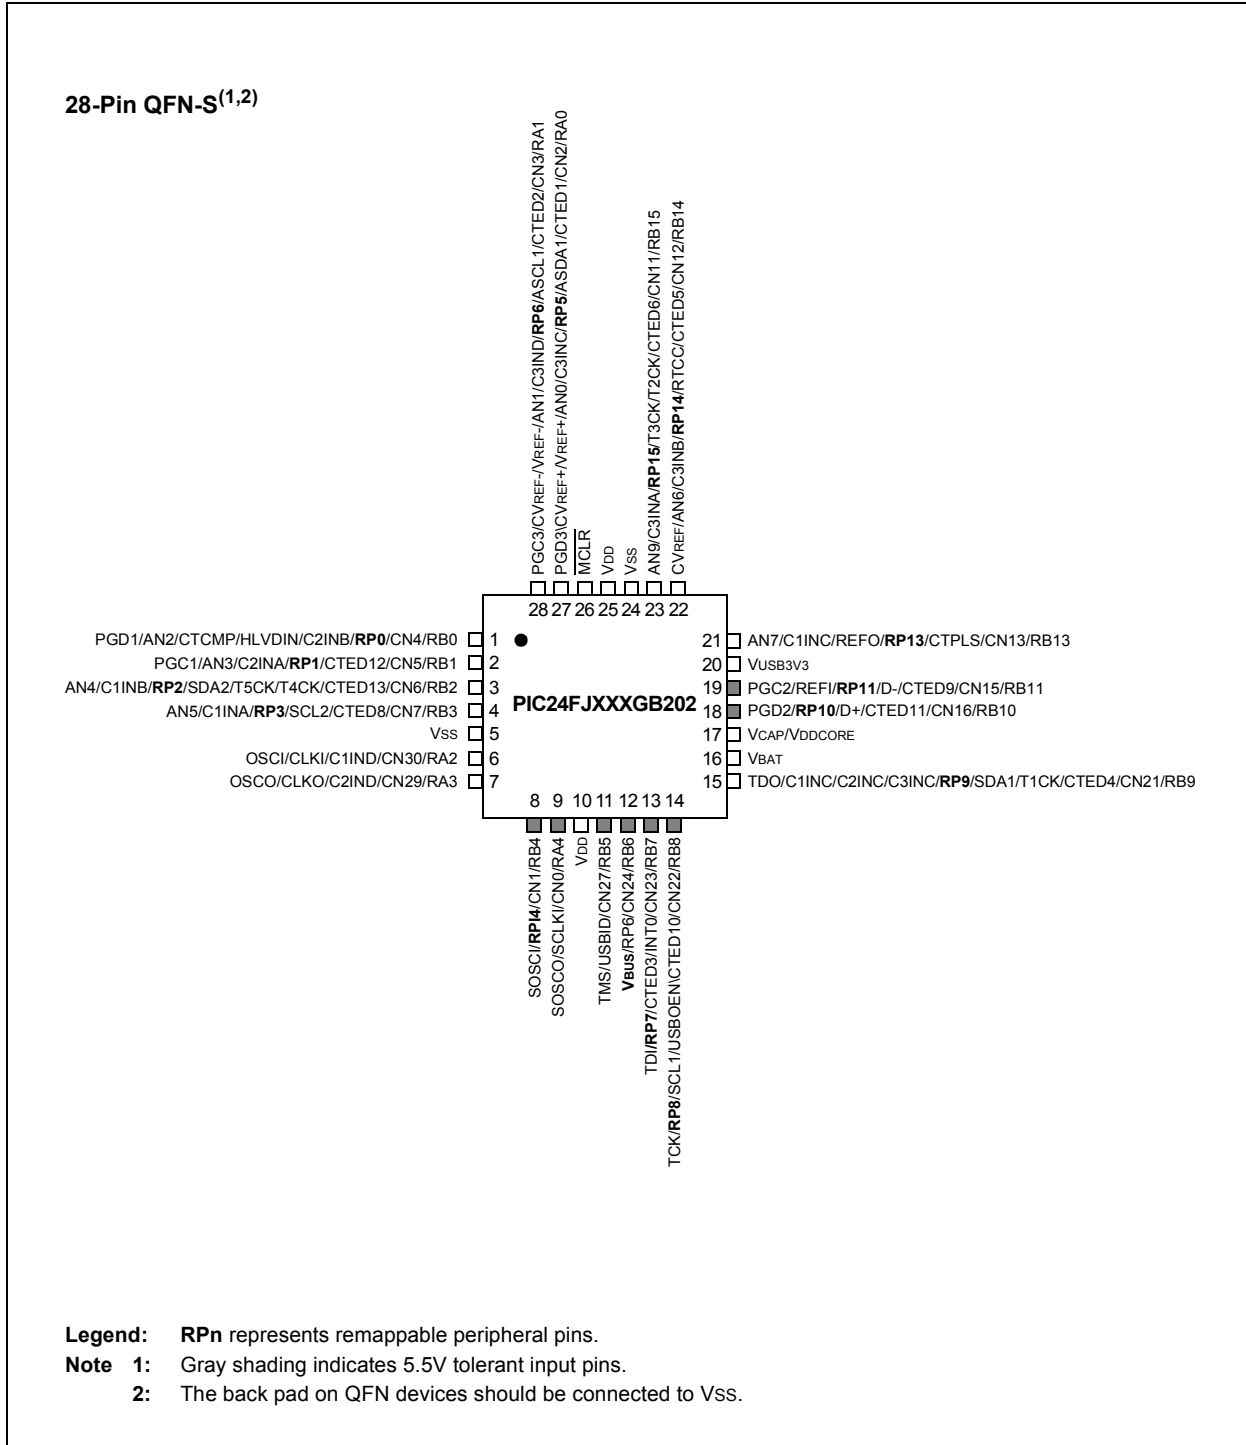 28-Pin QFN-S(1,2)
PGC3/CVREF-/VREF-/AN1/C3IND/RP6/ASCL1/CTED2/CN3/RA1
PGD3\CVREF+/VREF+/AN0/C3INC/RP5/ASDA1/CTED1/CN2/RA0
MCLR
VDD
VSS
AN9/C3INA/RP15/T3CK/T2CK/CTED6/CN11/RB15
CVREF/AN6/C3INB/RP14/RTCC/CTED5/CN12/RB14
28 27 26 25 24 23 22
PGD1/AN2/CTCMP/HLVDIN/C2INB/RP0/CN4/RB0 1
PGC1/AN3/C2INA/RP1/CTED12/CN5/RB1 2
AN4/C1INB/RP2/SDA2/T5CK/T4CK/CTED13/CN6/RB2 3
AN5/C1INA/RP3/SCL2/CTED8/CN7/RB3 4
VSS 5
OSCI/CLKI/C1IND/CN30/RA2 6
OSCO/CLKO/C2IND/CN29/RA3 7
PIC24FJXXXGB202
21 AN7/C1INC/REFO/RP13/CTPLS/CN13/RB13
20 VUSB3V3
19 PGC2/REFI/RP11/D-/CTED9/CN15/RB11
18 PGD2/RP10/D+/CTED11/CN16/RB10
17 VCAP/VDDCORE
16 VBAT
15 TDO/C1INC/C2INC/C3INC/RP9/SDA1/T1CK/CTED4/CN21/RB9
8 9 10 11 12 13 14
SOSCI/RPI4/CN1/RB4
SOSCO/SCLKI/CN0/RA4
VDD
TMS/USBID/CN27/RB5
VBUS/RP6/CN24/RB6
TDI/RP7/CTED3/INT0/CN23/RB7
TCK/RP8/SCL1/USBOEN\CTED10/CN22/RB8
Legend: RPn represents remappable peripheral pins.
Note 1: Gray shading indicates 5.5V tolerant input pins.
2: The back pad on QFN devices should be connected to VSS.